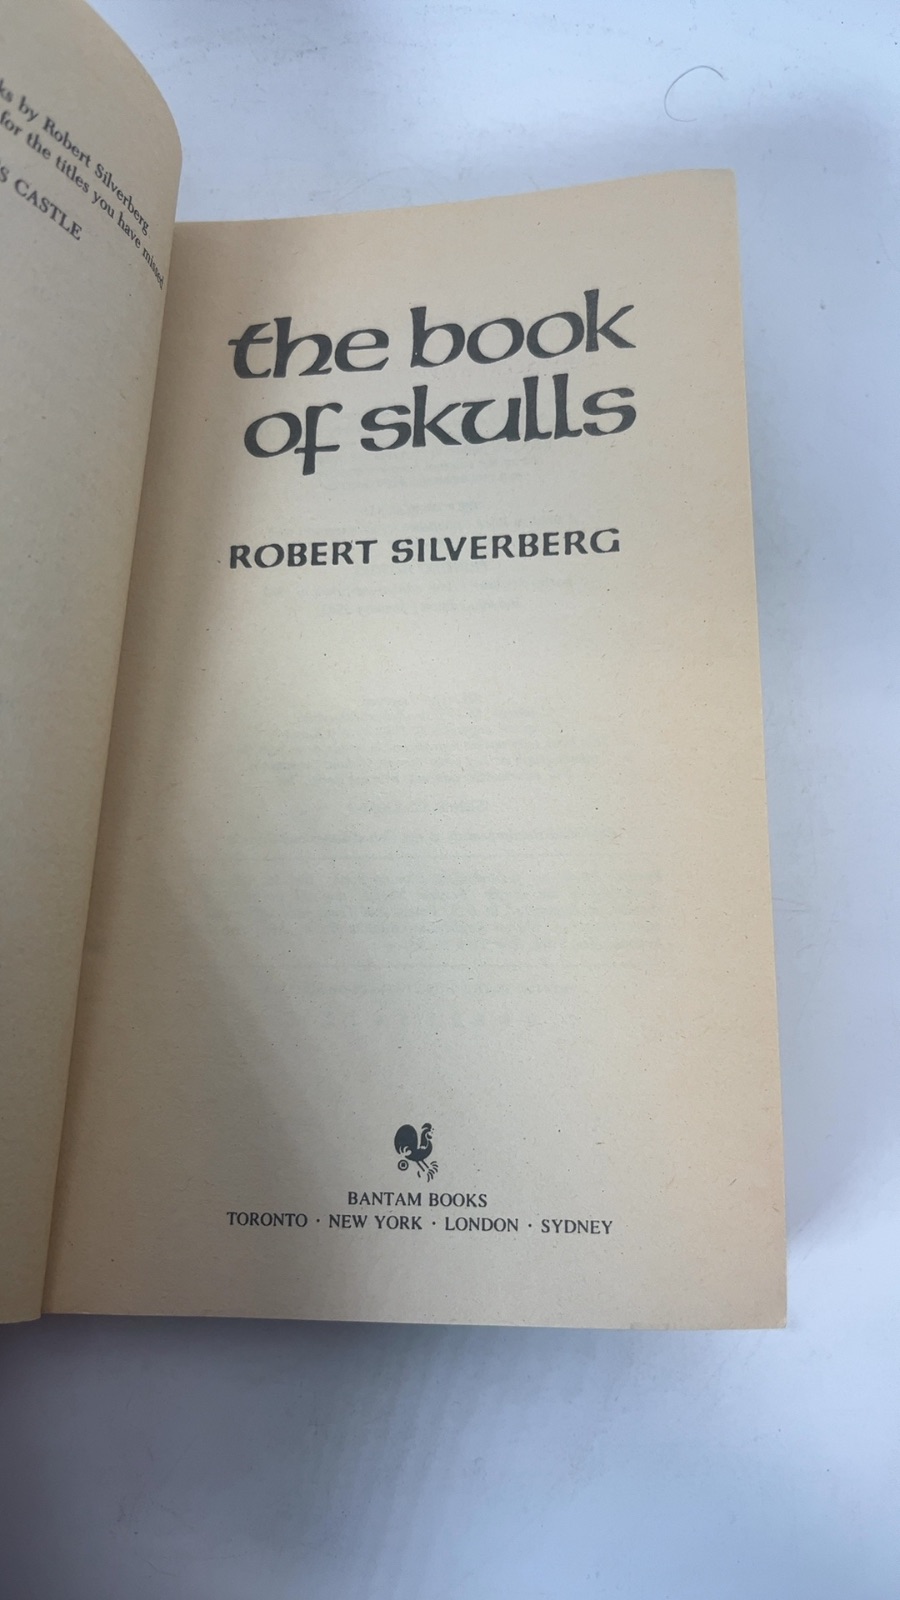 ks by Robert Silverberg
for the titles you have missed
S CASTLE
the book
of skulls
ROBERT SILVERBERG
BANTAM BOOKS
TORONTO · NEW YORK · LONDON · SYDNEY